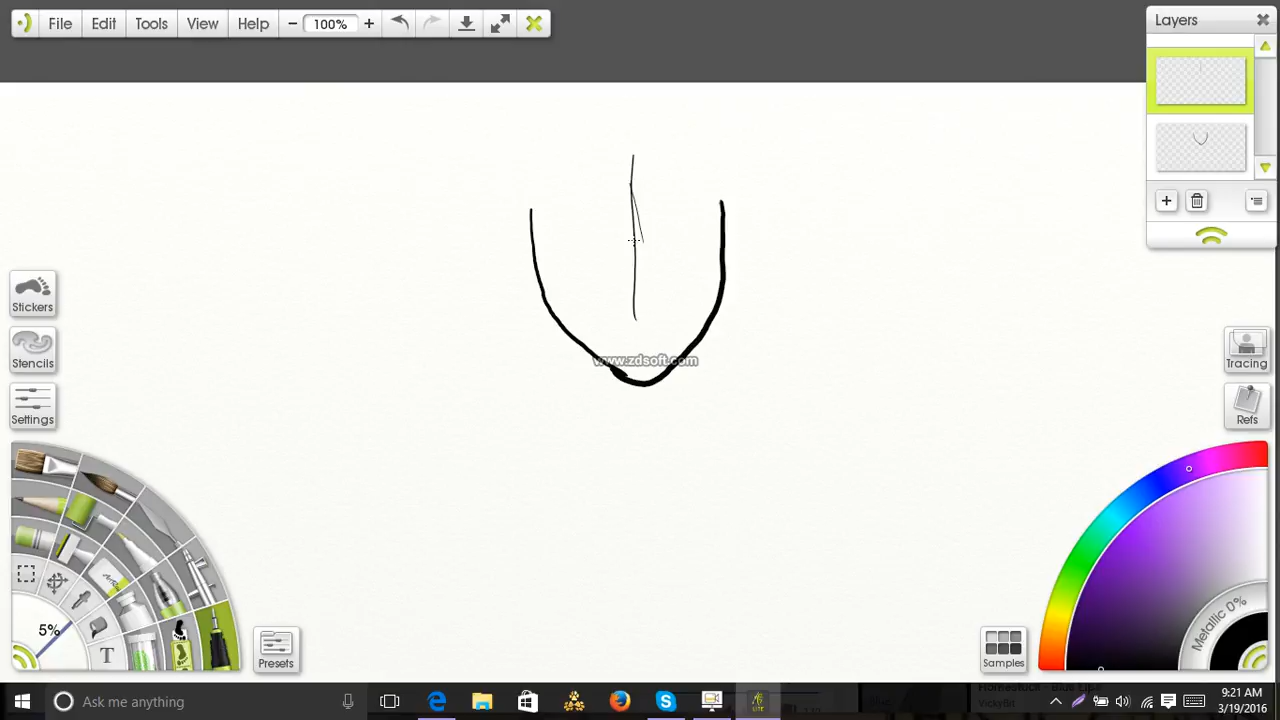 File Edit Tools View Help − 100% +
Layers
Stickers
Stencils
Settings
Tracing
Refs
www.zdsoft.com
5%
T
Presets
Samples
Metallic 0%
Ask me anything
VickyBit
9:21 AM
3/19/2016